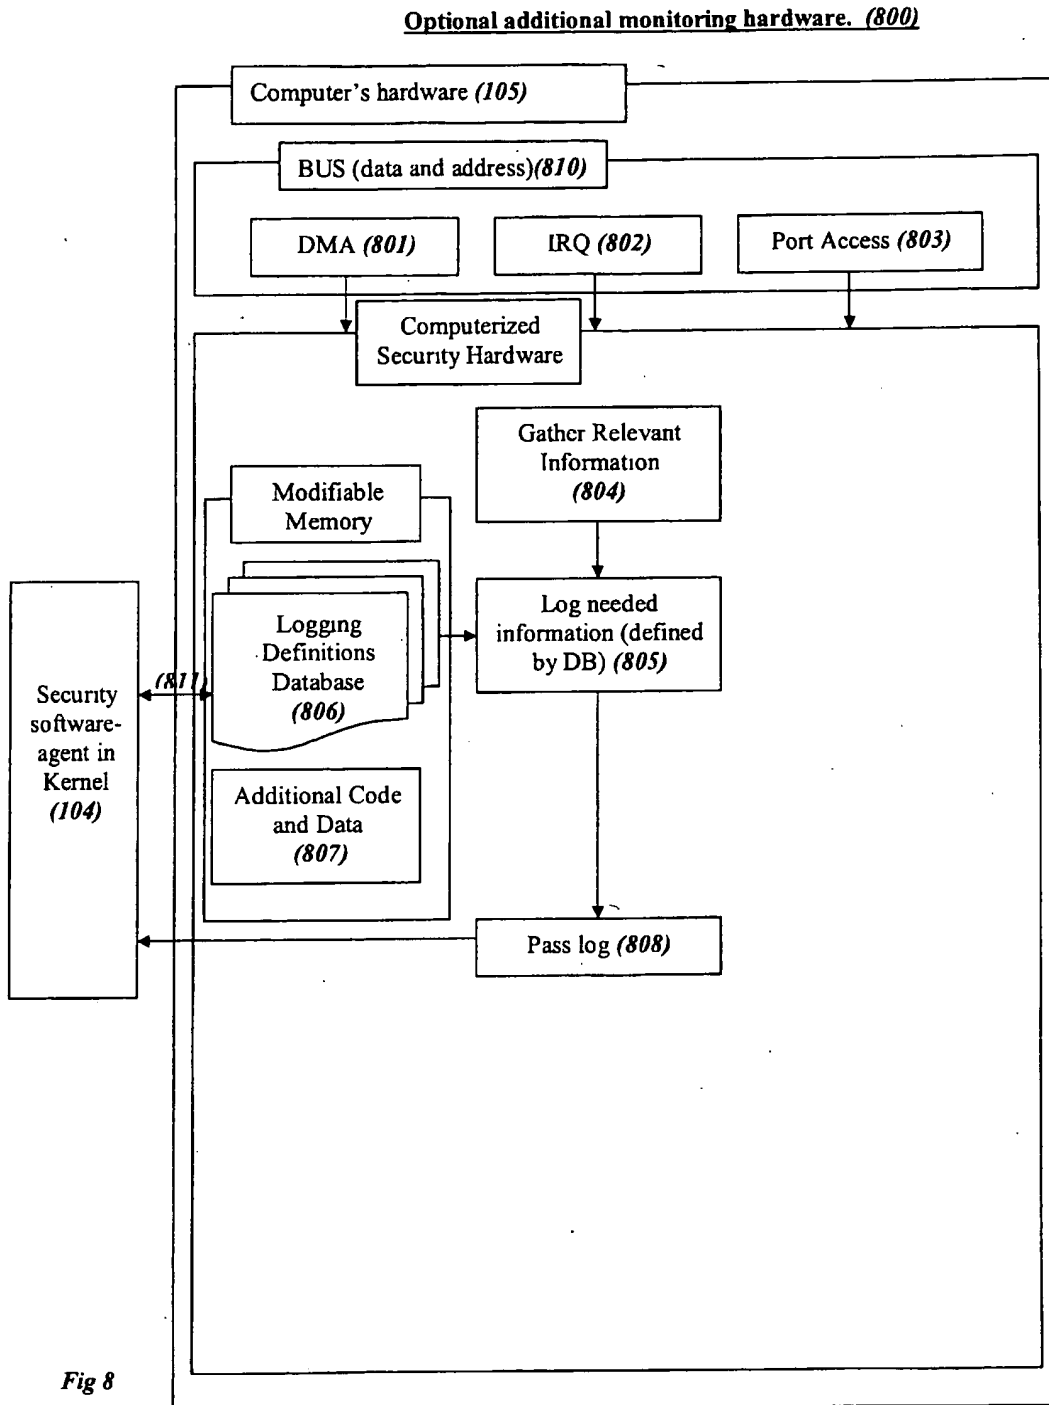 Optional additional monitoring hardware. (800)
Computer's hardware (105)
BUS (data and address)(810)
DMA (801)
IRQ (802)
Port Access (803)
Computerized
Security Hardware
Gather Relevant
Information
(804)
Modifiable
Memory
Logging
Definitions
Database
(806)
Log needed
information (defined
by DB) (805)
(811)
Security
software-
agent in
Kernel
(104)
Additional Code
and Data
(807)
Pass log (808)
Fig 8